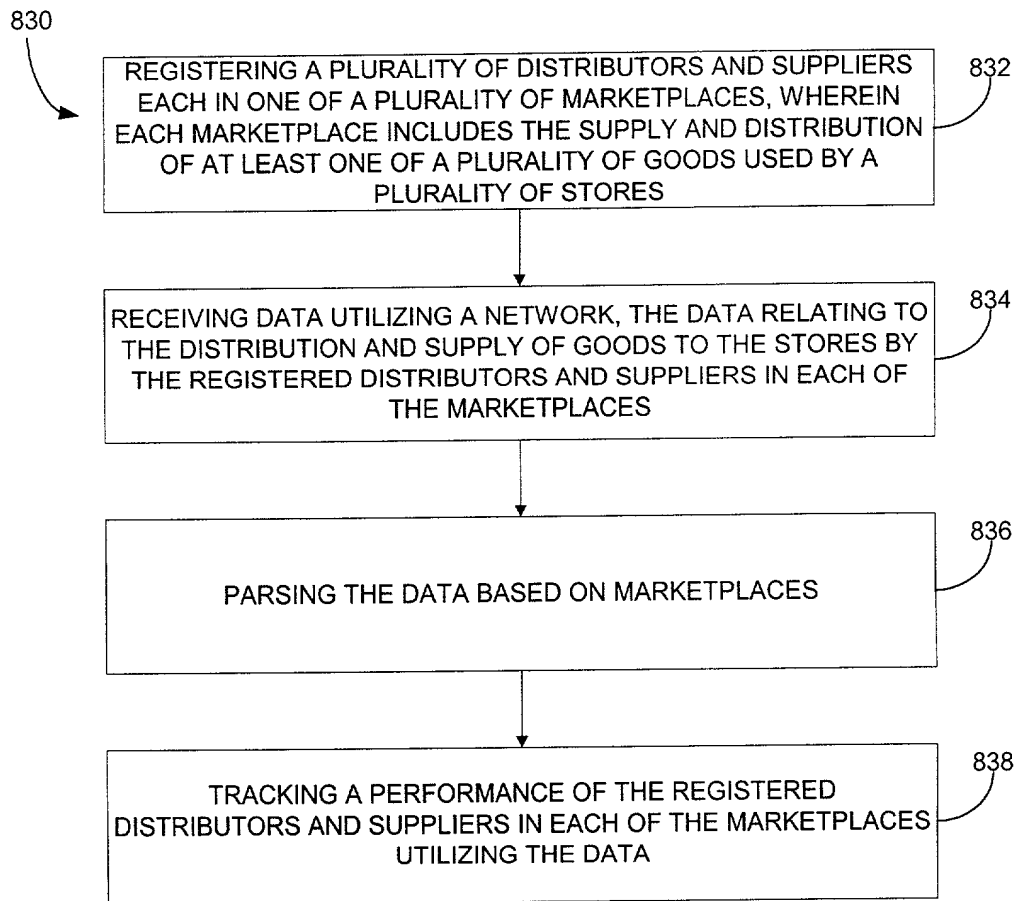 830
REGISTERING A PLURALITY OF DISTRIBUTORS AND SUPPLIERS
EACH IN ONE OF A PLURALITY OF MARKETPLACES, WHEREIN
EACH MARKETPLACE INCLUDES THE SUPPLY AND DISTRIBUTION
OF AT LEAST ONE OF A PLURALITY OF GOODS USED BY A
PLURALITY OF STORES
832
RECEIVING DATA UTILIZING A NETWORK, THE DATA RELATING TO
THE DISTRIBUTION AND SUPPLY OF GOODS TO THE STORES BY
THE REGISTERED DISTRIBUTORS AND SUPPLIERS IN EACH OF
THE MARKETPLACES
834
PARSING THE DATA BASED ON MARKETPLACES
836
TRACKING A PERFORMANCE OF THE REGISTERED
DISTRIBUTORS AND SUPPLIERS IN EACH OF THE MARKETPLACES
UTILIZING THE DATA
838